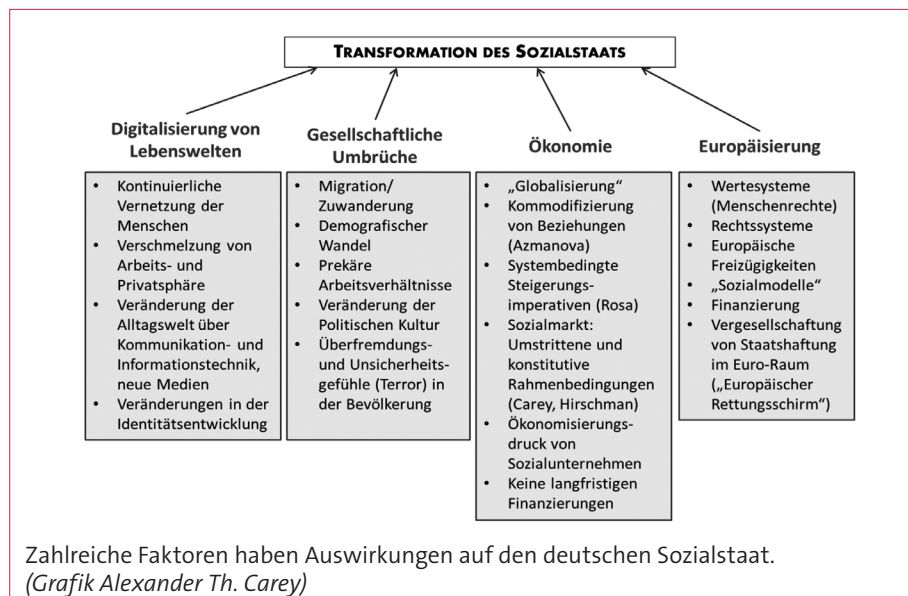 TRANSFORMATION DES SOZIALSTAATS
Digitalisierung von
Lebenswelten
• Kontinuierliche
Vernetzung der
Menschen
• Verschmelzung von
Arbeits- und
Privatsphäre
• Veränderung der
Alltagswelt über
Kommunikation- und
Informationstechnik,
neue Medien
• Veränderungen in der
Identitätsentwicklung
Gesellschaftliche
Umbrüche
• Migration/
Zuwanderung
• Demografischer
Wandel
• Prekäre
Arbeitsverhältnisse
• Veränderung der
Politischen Kultur
• Überfremdungs-
und Unsicherheits-
gefühle (Terror) in
der Bevölkerung
Ökonomie
• „Globalisierung“
• Kommodifizierung
von Beziehungen
(Azmanova)
• Systembedingte
Steigerungs-
imperativen (Rosa)
• Sozialmarkt:
Umstrittene und
konstitutive
Rahmenbedingungen
(Carey, Hirschman)
• Ökonomisierungs-
druck von
Sozialunternehmen
• Keine langfristigen
Finanzierungen
Europäisierung
• Wertesysteme
(Menschenrechte)
• Rechtssysteme
• Europäische
Freizügigkeiten
• „Sozialmodelle“
• Finanzierung
• Vergesellschaftung
von Staatshaftung
im Euro-Raum
(„Europäischer
Rettungsschirm“)
Zahlreiche Faktoren haben Auswirkungen auf den deutschen Sozialstaat.
(Grafik Alexander Th. Carey)